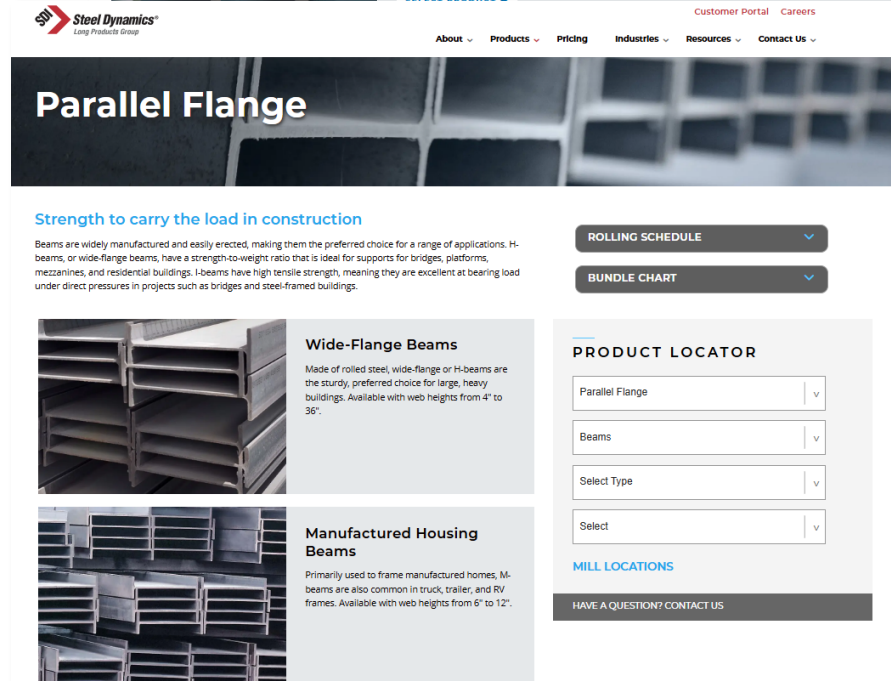 SDI
Steel Dynamics®
Long Products Group
Customer Portal Careers
About Products Pricing Industries Resources Contact Us
Parallel Flange
Strength to carry the load in construction
Beams are widely manufactured and easily erected, making them the preferred choice for a range of applications. H-
beams, or wide-flange beams, have a strength-to-weight ratio that is ideal for supports for bridges, platforms,
mezzanines, and residential buildings. I-beams have high tensile strength, meaning they are excellent at bearing load
under direct pressures in projects such as bridges and steel-framed buildings.
ROLLING SCHEDULE
BUNDLE CHART
Wide-Flange Beams
Made of rolled steel, wide-flange or H-beams are
the sturdy, preferred choice for large, heavy
buildings. Available with web heights from 4" to
36".
Manufactured Housing
Beams
Primarily used to frame manufactured homes, M-
beams are also common in truck, trailer, and RV
frames. Available with web heights from 6" to 12".
PRODUCT LOCATOR
Parallel Flange v
Beams v
Select Type v
Select v
MILL LOCATIONS
HAVE A QUESTION? CONTACT US